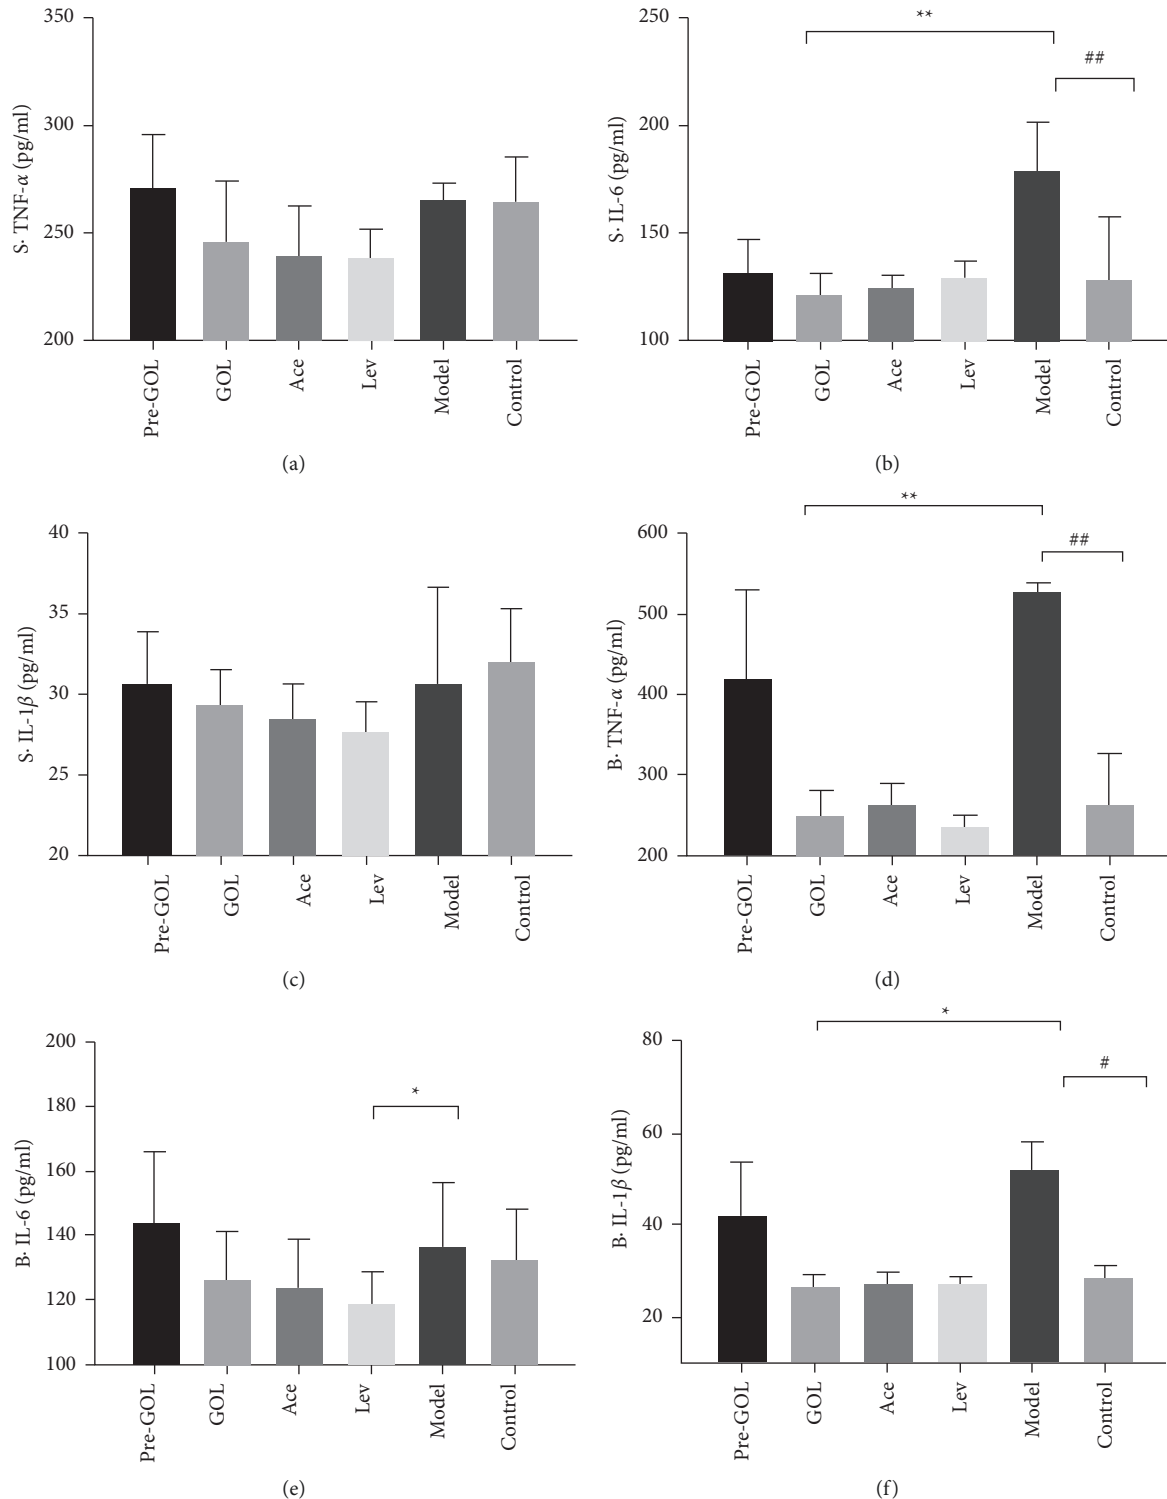 S· TNF-α (pg/ml)
350
300
250
200
Pre-GOL
GOL
Ace
Lev
Model
Control
(a)
S· IL-6 (pg/ml)
250
200
150
100
**
##
Pre-GOL
GOL
Ace
Lev
Model
Control
(b)
S· IL-1β (pg/ml)
40
35
30
25
20
Pre-GOL
GOL
Ace
Lev
Model
Control
(c)
B· TNF-α (pg/ml)
600
500
400
300
200
**
##
Pre-GOL
GOL
Ace
Lev
Model
Control
(d)
B· IL-6 (pg/ml)
200
180
160
140
120
100
*
Pre-GOL
GOL
Ace
Lev
Model
Control
(e)
B· IL-1β (pg/ml)
80
60
40
20
*
#
Pre-GOL
GOL
Ace
Lev
Model
Control
(f)